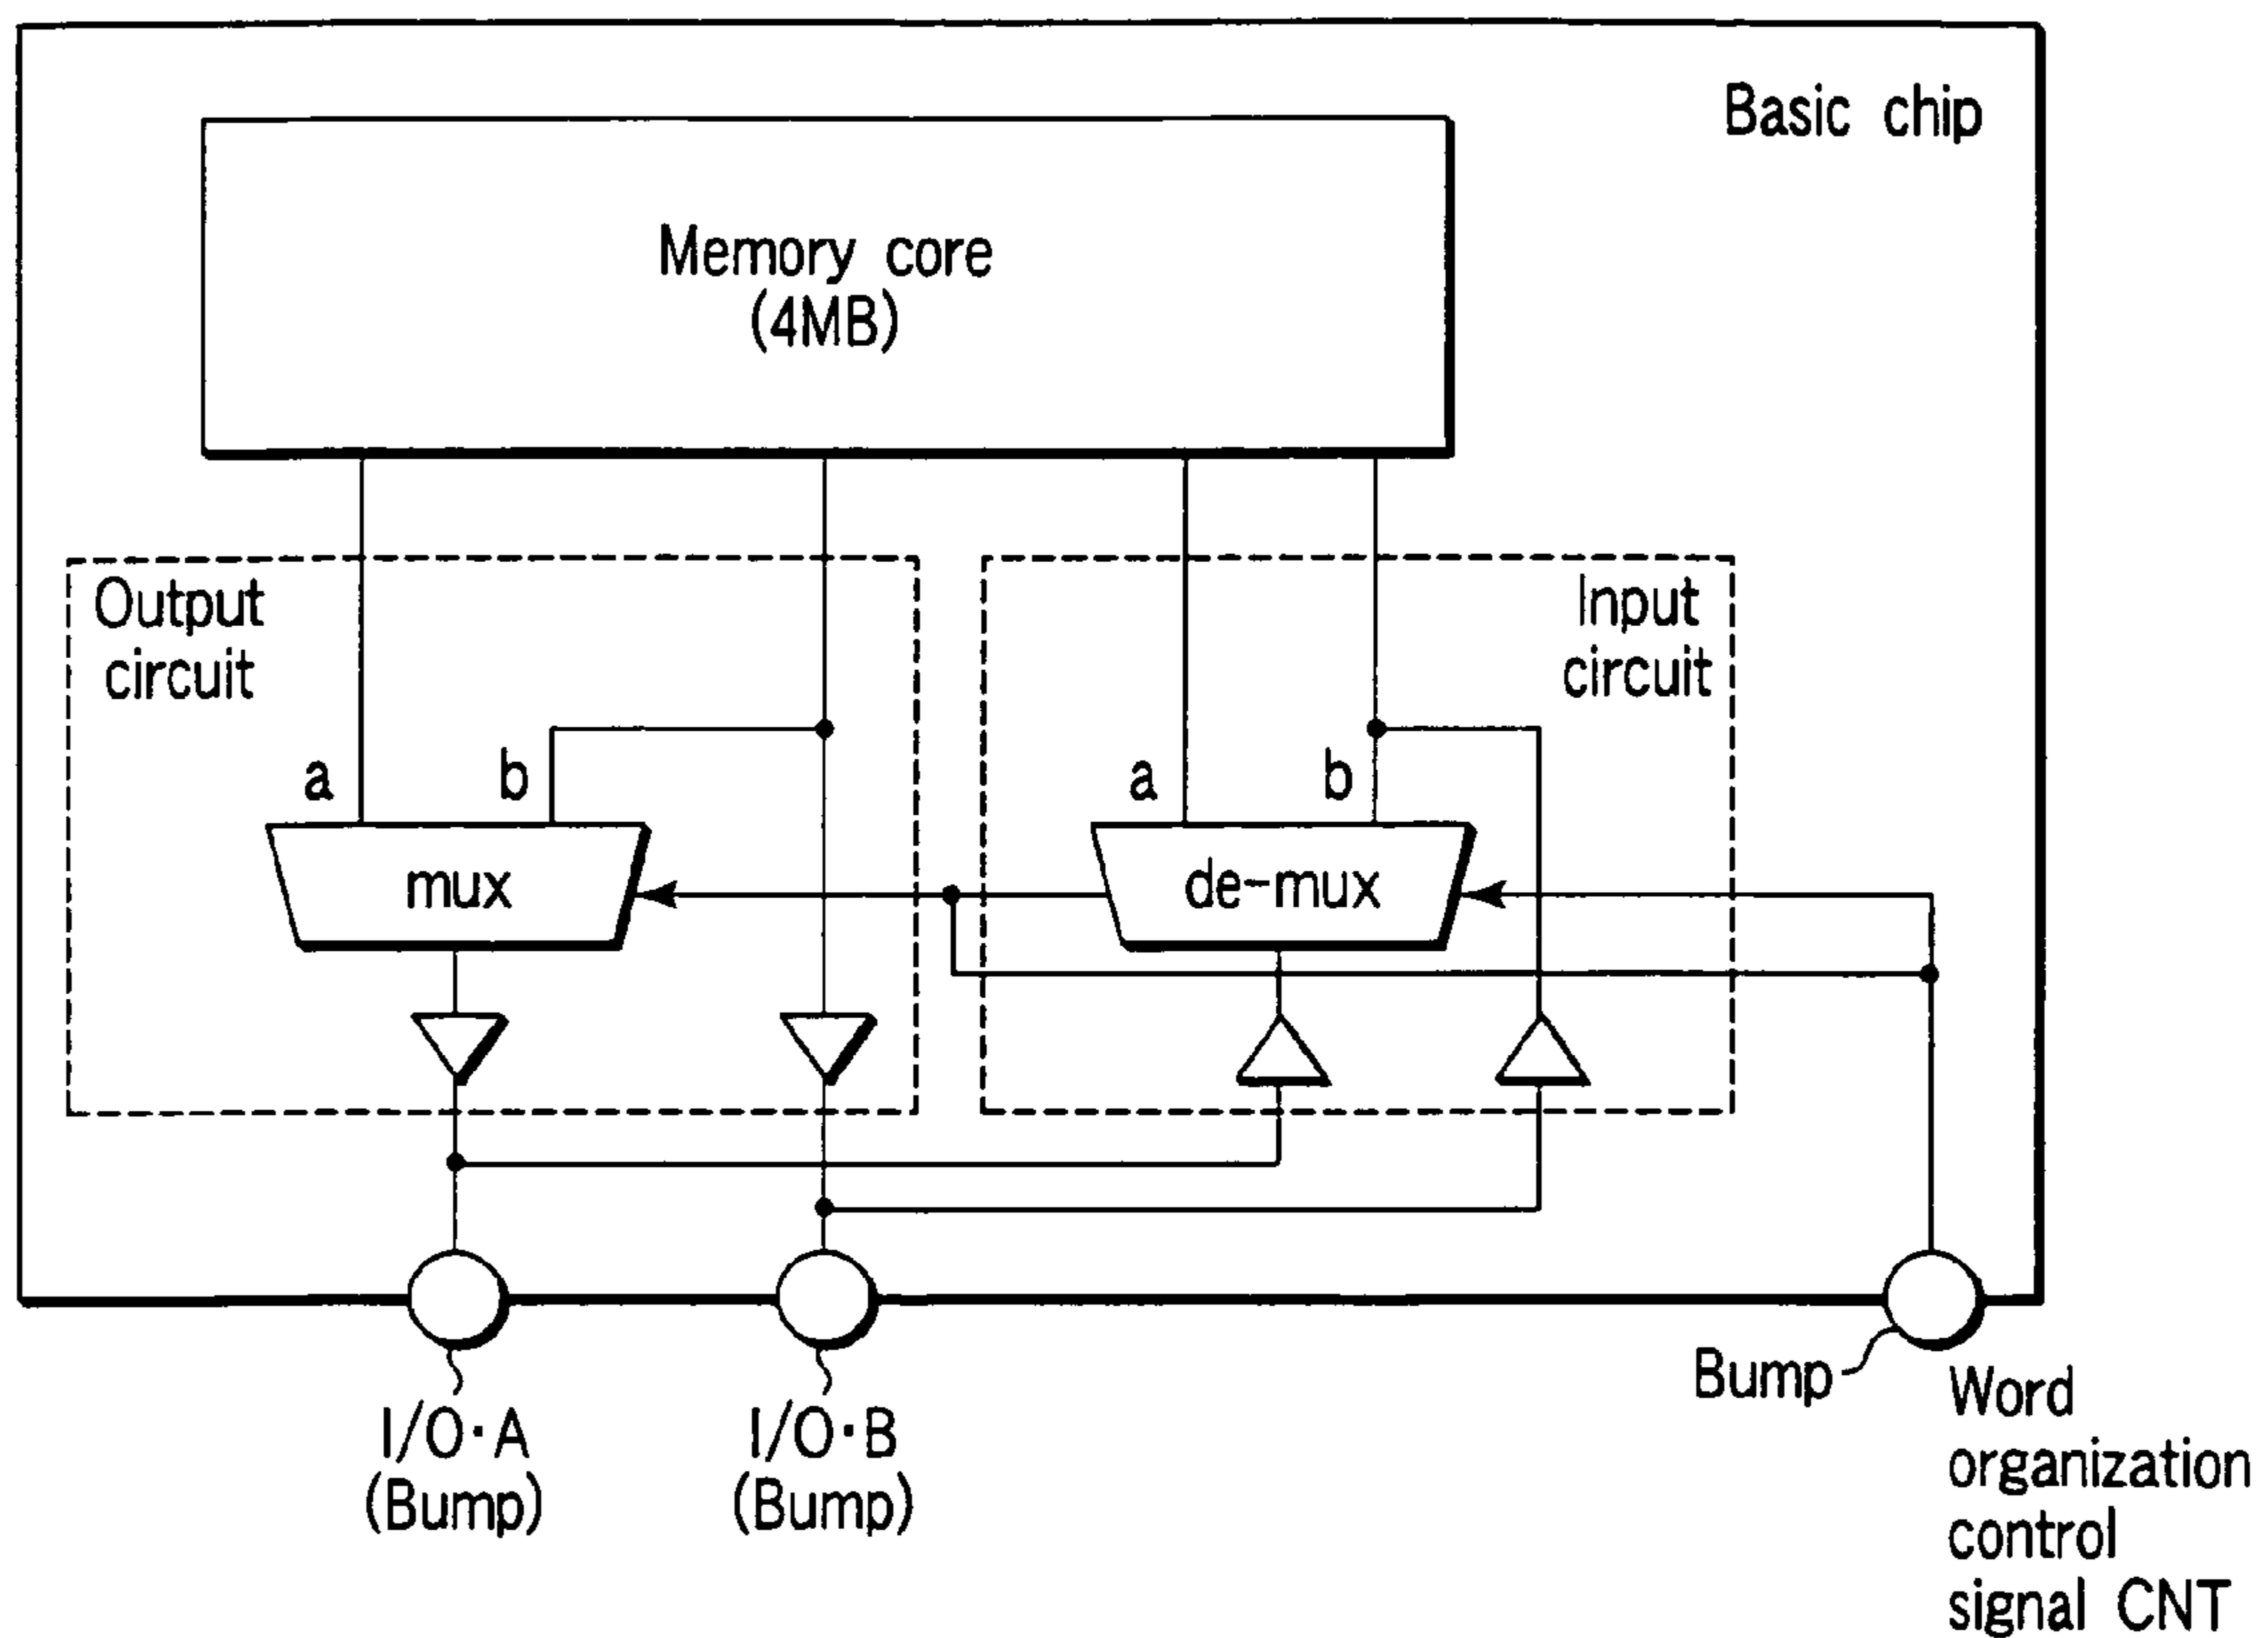 Basic chip
Memory core
(4MB)
Output
circuit
Input
circuit
a
b
a
b
mux
de-mux
I/O·A
(Bump)
I/O·B
(Bump)
Bump
Word
organization
control
signal CNT